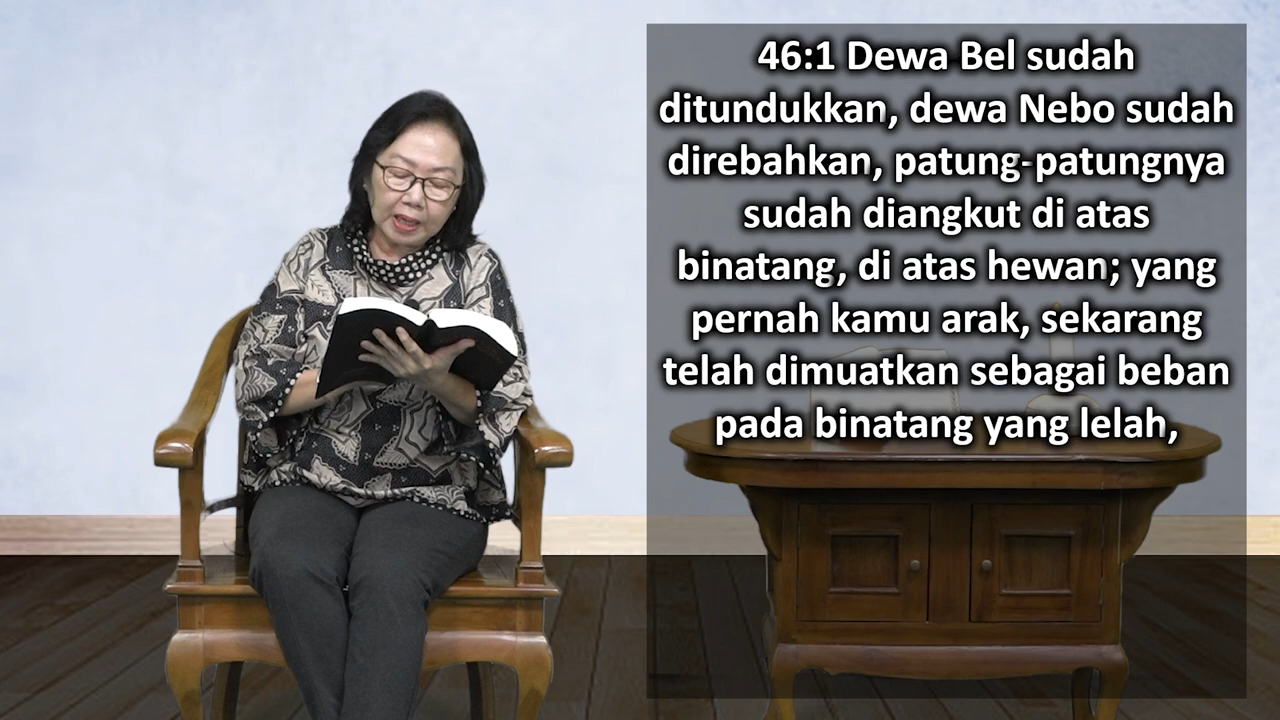 46:1 Dewa Bel sudah
ditundukkan, dewa Nebo sudah
direbahkan, patung-patungnya
sudah diangkut di atas
binatang, di atas hewan; yang
pernah kamu arak, sekarang
telah dimuatkan sebagai beban
pada binatang yang lelah,